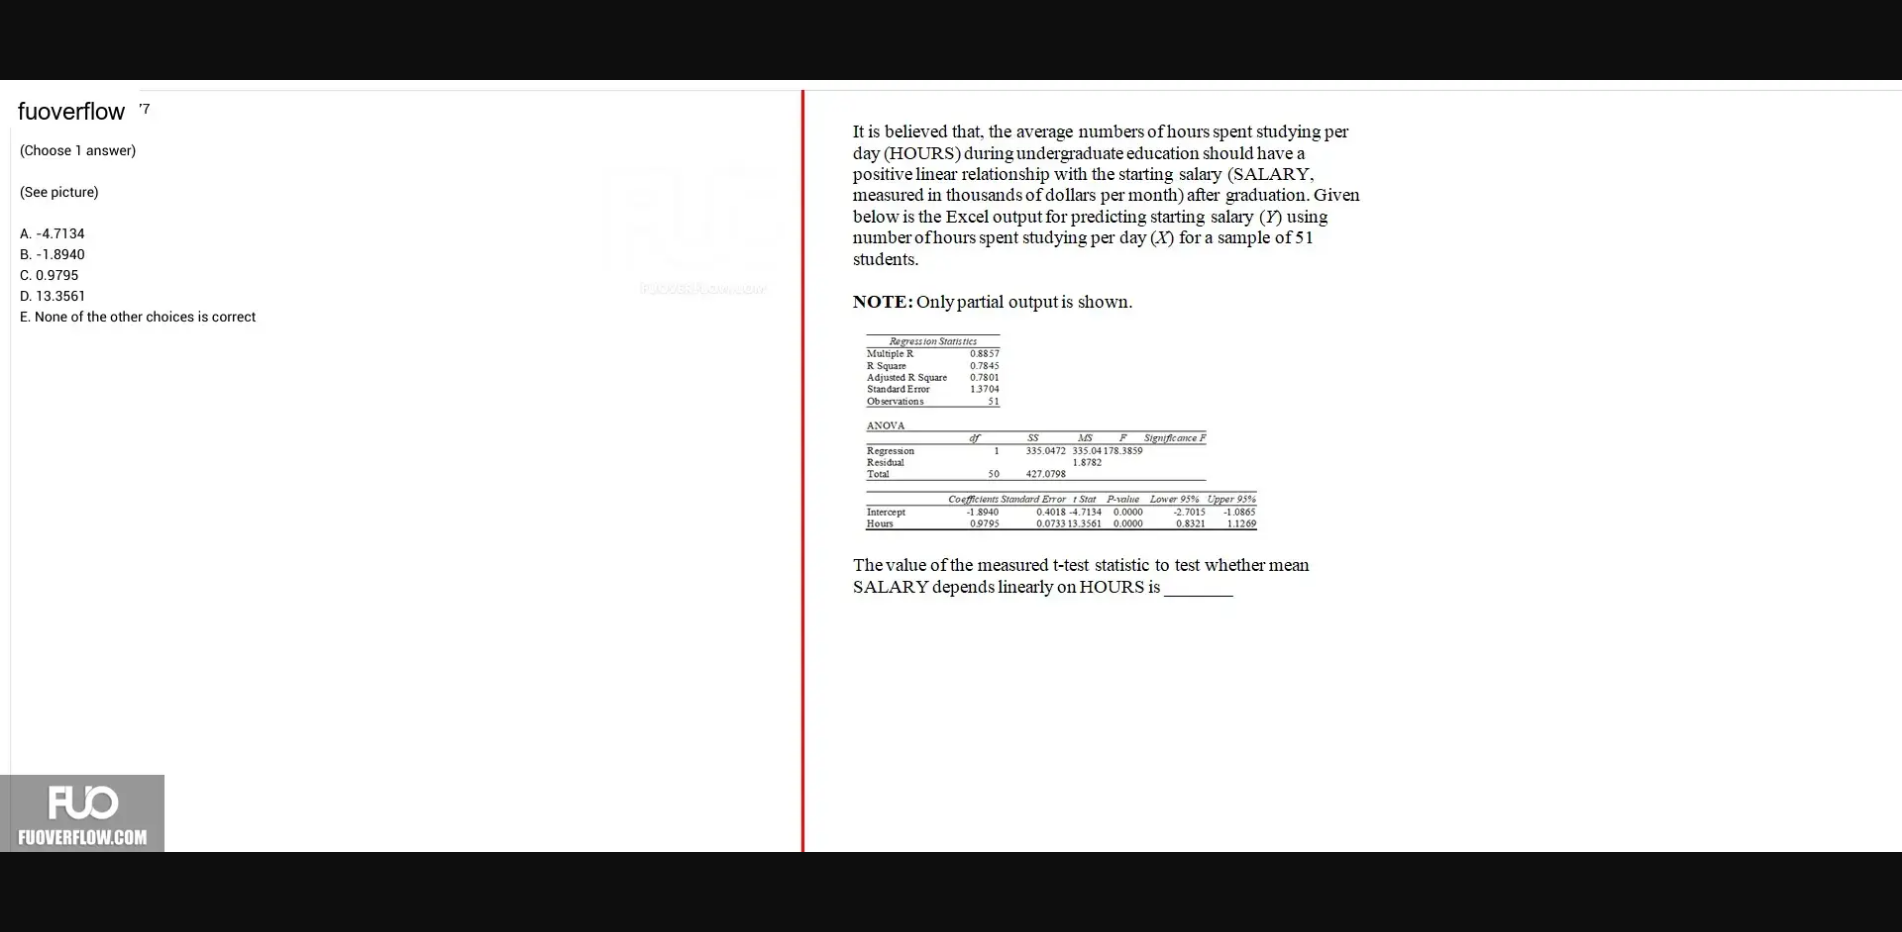 fuoverflow '7
(Choose 1 answer)
(See picture)
A. -4.7134
B. -1.8940
C. 0.9795
D. 13.3561
E. None of the other choices is correct
FUOVERFLOW.COM
FUO
FUOVERFLOW.COM
It is believed that, the average numbers of hours spent studying per
day (HOURS) during undergraduate education should have a
positive linear relationship with the starting salary (SALARY,
measured in thousands of dollars per month) after graduation. Given
below is the Excel output for predicting starting salary (Y) using
number of hours spent studying per day (X) for a sample of 51
students.
NOTE: Only partial output is shown.
Regression Statistics
Multiple R 0.8857
R Square 0.7845
Adjusted R Square 0.7801
Standard Error 1.3704
Observations 51
ANOVA
df SS MS F Significance F
Regression 1 335.0472 335.04 178.3859
Residual 1.8782
Total 50 427.0798
Coefficients Standard Error t Stat P-value Lower 95% Upper 95%
Intercept -1.8940 0.4018 -4.7134 0.0000 -2.7015 -1.0865
Hours 0.9795 0.0733 13.3561 0.0000 0.8321 1.1269
The value of the measured t-test statistic to test whether mean
SALARY depends linearly on HOURS is ________